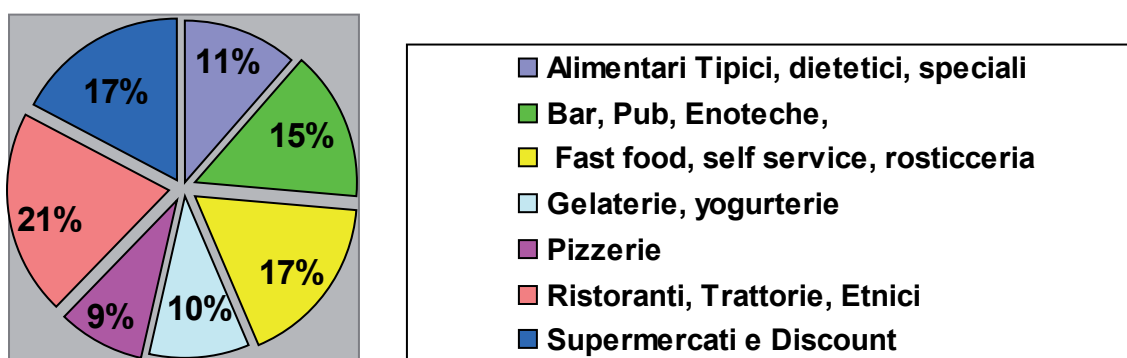 11%
17%
15%
21%
17%
10%
9%
Alimentari Tipici, dietetici, speciali
Bar, Pub, Enoteche,
Fast food, self service, rosticceria
Gelaterie, yogurterie
Pizzerie
Ristoranti, Trattorie, Etnici
Supermercati e Discount